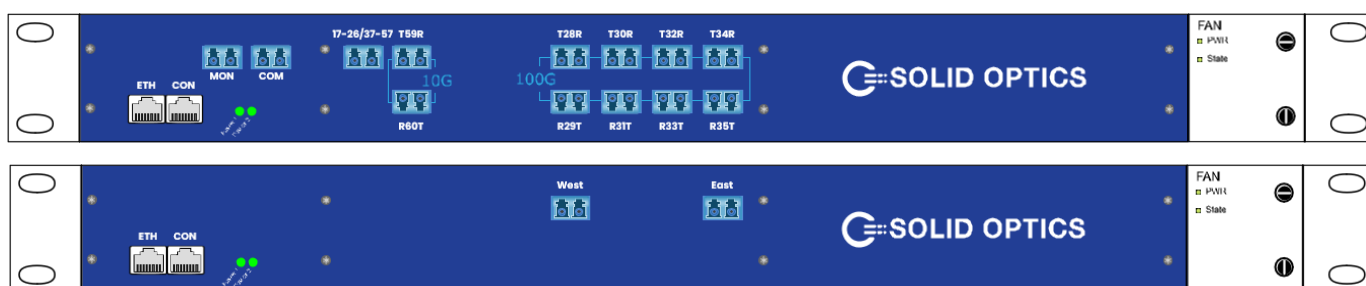 FAN
PWR
State
17-26/37-57 T59R
T28R T30R T32R T34R
MON COM
10G
100G
ETH CON
R60T
R29T R31T R33T R35T
SOLID OPTICS
FAN
PWR
State
West East
ETH CON
SOLID OPTICS